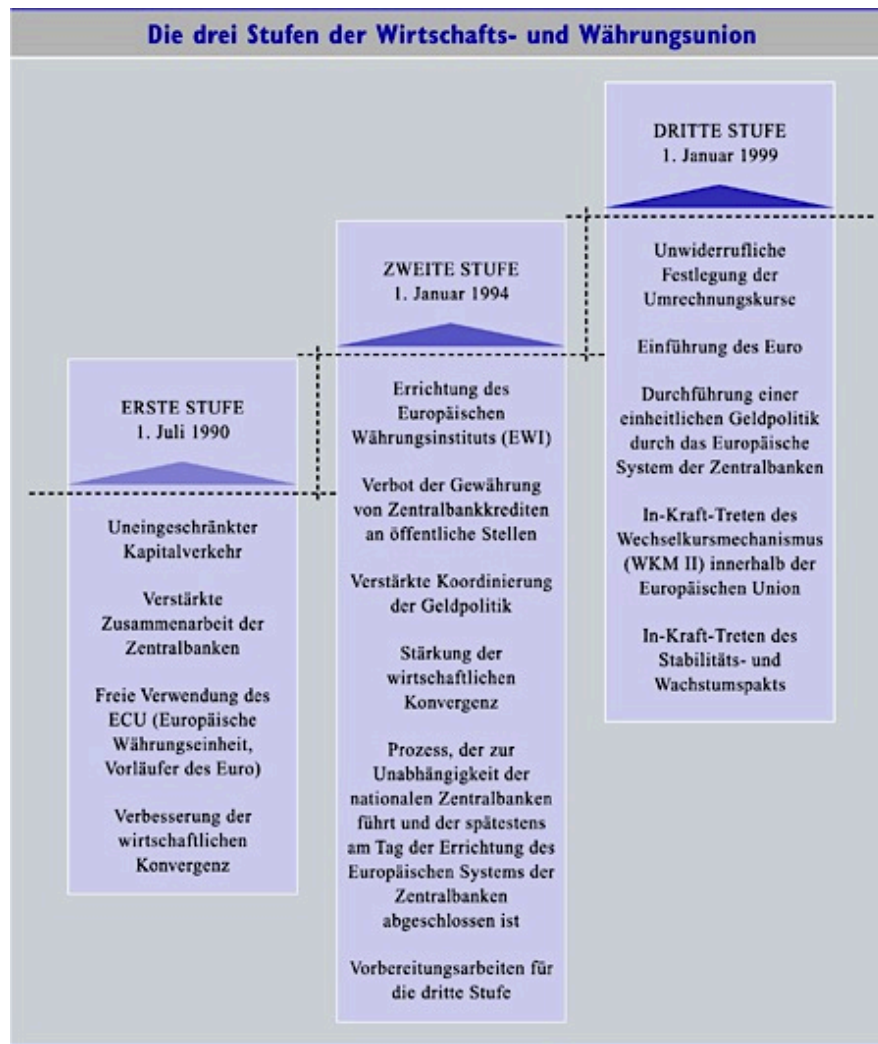 Die drei Stufen der Wirtschafts- und Währungsunion
ERSTE STUFE
1. Juli 1990
Uneingeschränkter
Kapitalverkehr
Verstärkte
Zusammenarbeit der
Zentralbanken
Freie Verwendung des
ECU (Europäische
Währungseinheit,
Vorläufer des Euro)
Verbesserung der
wirtschaftlichen
Konvergenz
ZWEITE STUFE
1. Januar 1994
Errichtung des
Europäischen
Währungsinstituts (EWI)
Verbot der Gewährung
von Zentralbankkrediten
an öffentliche Stellen
Verstärkte Koordinierung
der Geldpolitik
Stärkung der
wirtschaftlichen
Konvergenz
Prozess, der zur
Unabhängigkeit der
nationalen Zentralbanken
führt und der spätestens
am Tag der Errichtung des
Europäischen Systems der
Zentralbanken
abgeschlossen ist
Vorbereitungsarbeiten für
die dritte Stufe
DRITTE STUFE
1. Januar 1999
Unwiderrufliche
Festlegung der
Umrechnungskurse
Einführung des Euro
Durchführung einer
einheitlichen Geldpolitik
durch das Europäische
System der Zentralbanken
In-Kraft-Treten des
Wechselkursmechanismus
(WKM II) innerhalb der
Europäischen Union
In-Kraft-Treten des
Stabilitäts- und
Wachstumspakts